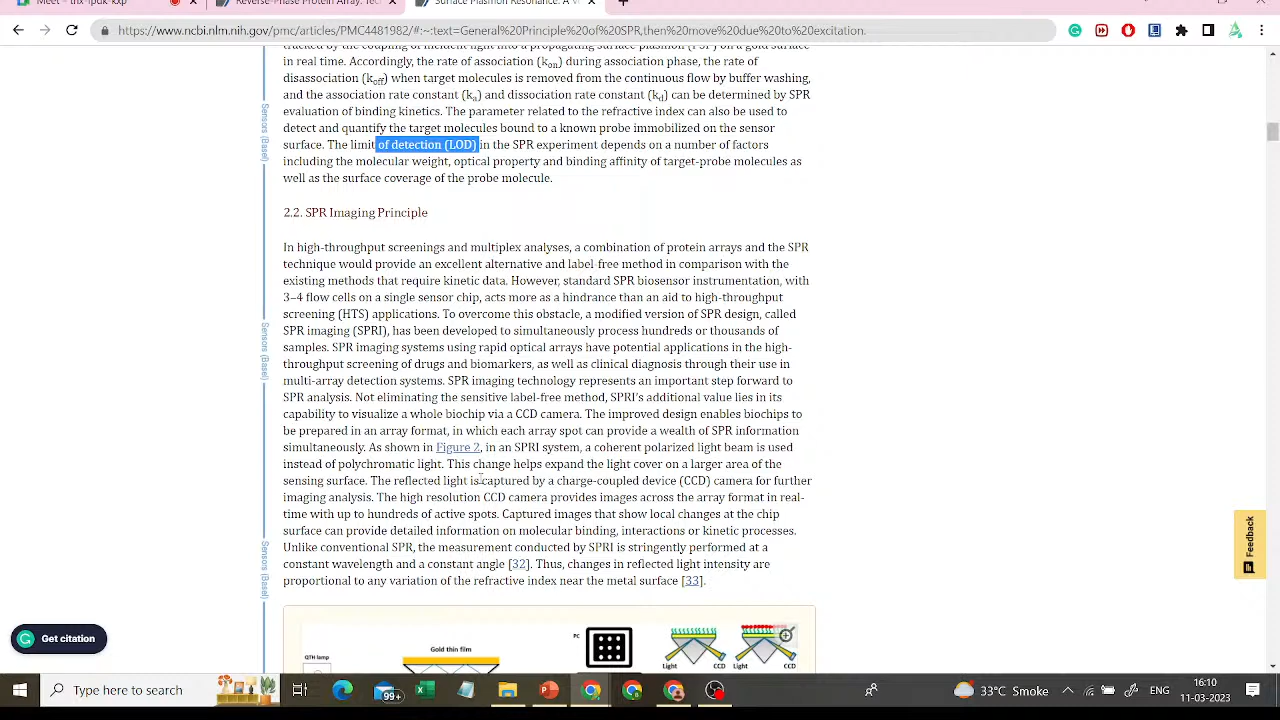 Surface Plasmon Resonance: A V
https://www.ncbi.nlm.nih.gov/pmc/articles/PMC4481982/#:~:text=General%20Principle%20of%20SPR,then%20move%20due%20to%20excitation.
tracked by the coupling of incident light into a propagating surface plasmon (PSP) on a gold surface
in real time. Accordingly, the rate of association (kon) during association phase, the rate of
disassociation (koff) when target molecules is removed from the continuous flow by buffer washing,
and the association rate constant (ka) and dissociation rate constant (kd) can be determined by SPR
evaluation of binding kinetics. The parameter related to the refractive index can also be used to
detect and quantify the target molecules bound to a known probe immobilized on the sensor
surface. The limit of detection (LOD) in the SPR experiment depends on a number of factors
including the molecular weight, optical property and binding affinity of target-probe molecules as
well as the surface coverage of the probe molecule.
2.2. SPR Imaging Principle
In high-throughput screenings and multiplex analyses, a combination of protein arrays and the SPR
technique would provide an excellent alternative and label-free method in comparison with the
existing methods that require kinetic data. However, standard SPR biosensor instrumentation, with
3–4 flow cells on a single sensor chip, acts more as a hindrance than an aid to high-throughput
screening (HTS) applications. To overcome this obstacle, a modified version of SPR design, called
SPR imaging (SPRI), has been developed to simultaneously process hundreds or thousands of
samples. SPR imaging systems using rapid optical arrays have potential applications in the high-
throughput screening of drugs and biomarkers, as well as clinical diagnosis through their use in
multi-array detection systems. SPR imaging technology represents an important step forward to
SPR analysis. Not eliminating the sensitive label-free method, SPRI's additional value lies in its
capability to visualize a whole biochip via a CCD camera. The improved design enables biochips to
be prepared in an array format, in which each array spot can provide a wealth of SPR information
simultaneously. As shown in Figure 2, in an SPRI system, a coherent polarized light beam is used
instead of polychromatic light. This change helps expand the light cover on a larger area of the
sensing surface. The reflected light is captured by a charge-coupled device (CCD) camera for further
imaging analysis. The high resolution CCD camera provides images across the array format in real-
time with up to hundreds of active spots. Captured images that show local changes at the chip
surface can provide detailed information on molecular binding, interactions or kinetic processes.
Unlike conventional SPR, the measurement conducted by SPRI is stringently performed at a
constant wavelength and a constant angle [32]. Thus, changes in reflected light intensity are
proportional to any variation of the refractive index near the metal surface [33].
Sensors (Basel)
Sensors (Basel)
Sensors (Basel)
Feedback
Get citation
QTH lamp
Gold thin film
PC
Light CCD
Light CCD
Type here to search
99+
33°C Smoke
ENG
16:10
11-03-2023